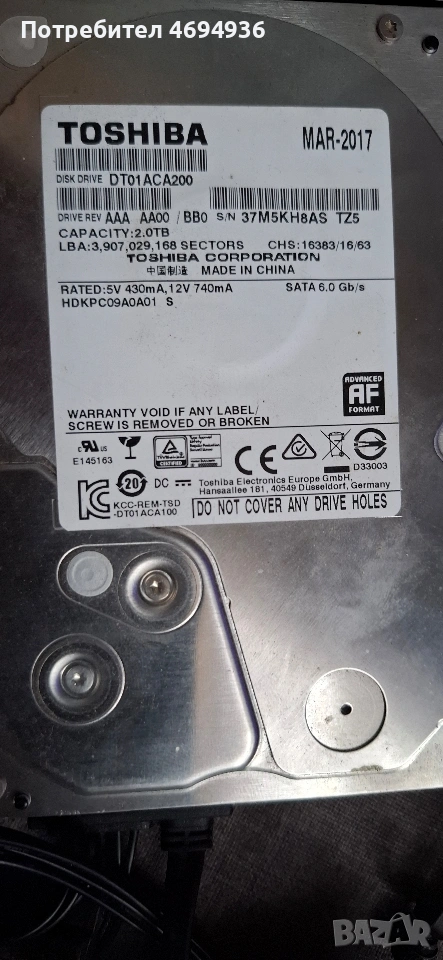 Потребител 4694936
TOSHIBA
MAR-2017
DISK DRIVE DT01ACA200
DRIVE REV AAA AA00 / BB0 S/N 37M5KH8AS TZ5
CAPACITY:2.0TB
LBA:3,907,029,168 SECTORS CHS:16383/16/63
TOSHIBA CORPORATION
中国制造 MADE IN CHINA
RATED:5V 430mA,12V 740mA SATA 6.0 Gb/s
HDKPC09A0A01 S
ADVANCED
AF
FORMAT
WARRANTY VOID IF ANY LABEL/
SCREW IS REMOVED OR BROKEN
E145163
D33003
20 DC
Toshiba Electronics Europe GmbH.
Hansaallee 181, 40549 Düsseldorf, Germany
KCC-REM-TSD
-DT01ACA100
DO NOT COVER ANY DRIVE HOLES
BAZAR